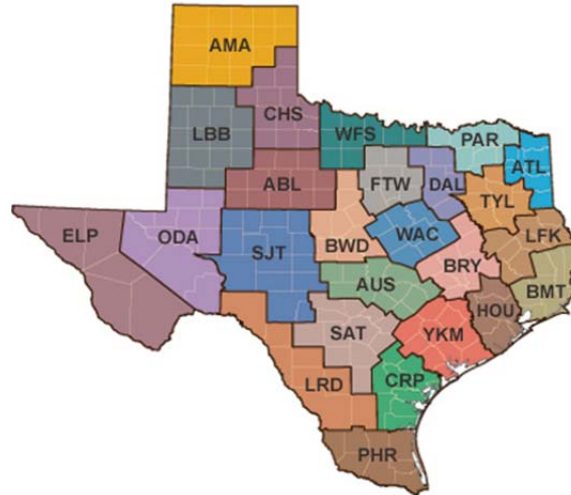 AMA
CHS
LBB
WFS
PAR
ATL
ABL
FTW
DAL
TYL
ELP
ODA
SJT
BWD
WAC
LFK
BRY
AUS
BMT
HOU
SAT
YKM
LRD
CRP
PHR